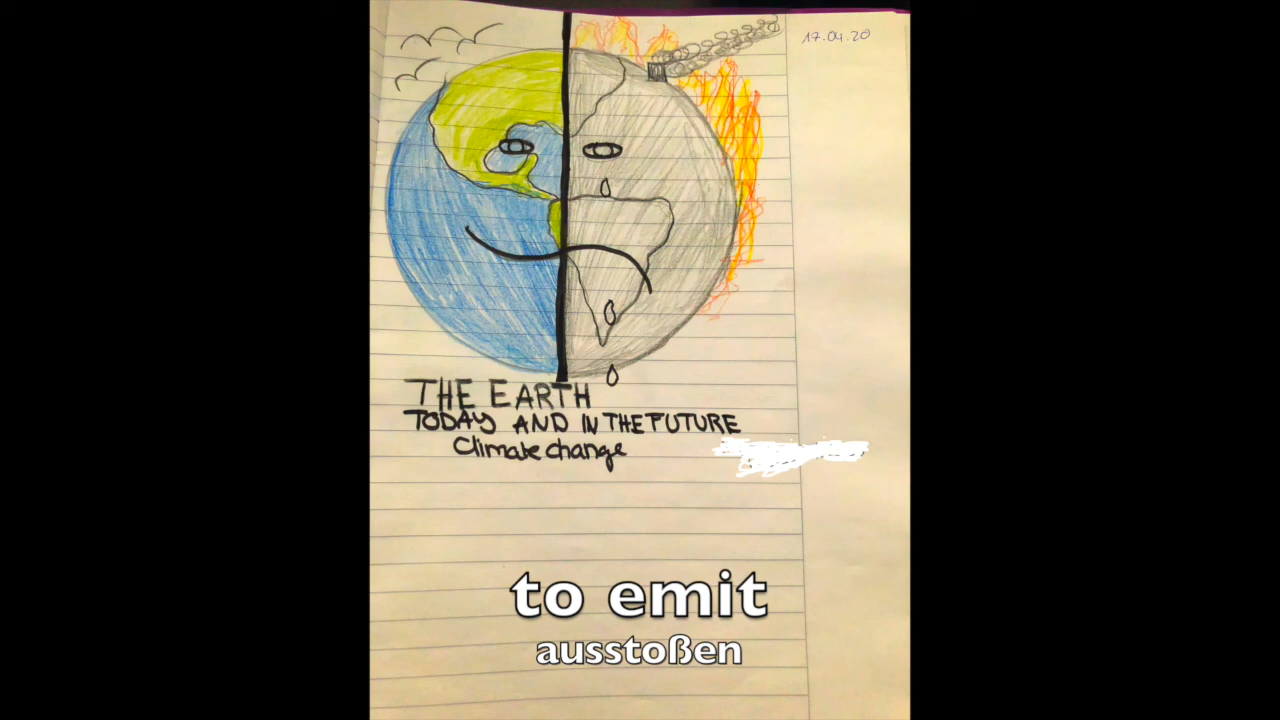 17.04.20
THE EARTH
TODAY AND IN THE FUTURE
Climate change
to emit
ausstoßen